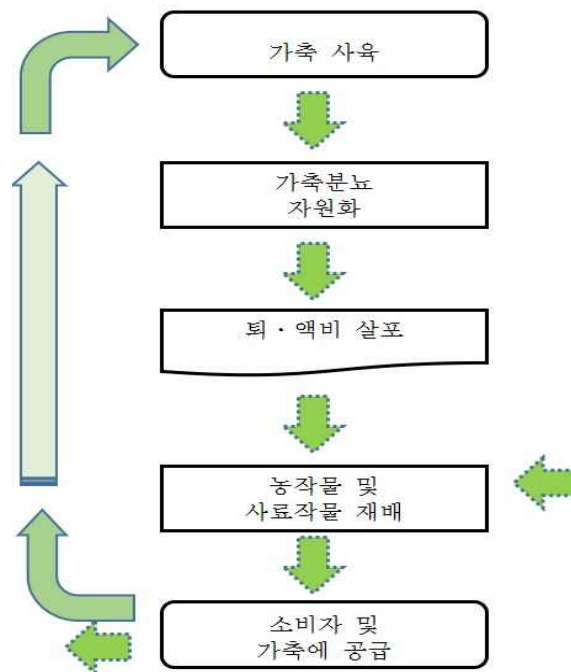 가축 사육
가축분뇨
자원화
퇴·액비 살포
농작물 및
사료작물 재배
소비자 및
가축에 공급